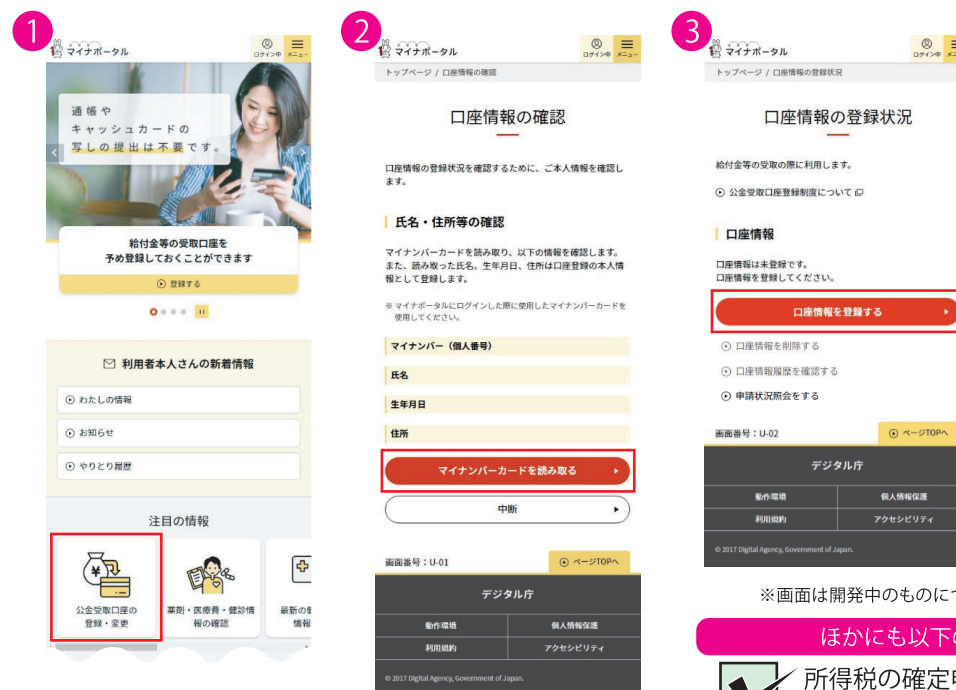 1
マイナポータル
ログイン中
メニュー
通帳や
キャッシュカードの
写しの提出は不要です。
給付金等の受取口座を
予め登録しておくことができます
登録する
利用者本人さんの新着情報
わたしの情報
お知らせ
やりとり履歴
注目の情報
公金受取口座の
登録・変更
薬剤・医療費・健診情
報の確認
最新の
情報
2
マイナポータル
ログイン中
メニュー
トップページ / 口座情報の確認
口座情報の確認
口座情報の登録状況を確認するために、ご本人情報を確認し
ます。
氏名・住所等の確認
マイナンバーカードを読み取り、以下の情報を確認します。
また、読み取った氏名、生年月日、住所は口座登録の本人情
報として登録します。
※ マイナポータルにログインした際に使用したマイナンバーカードを
使用してください。
マイナンバー（個人番号）
氏名
生年月日
住所
マイナンバーカードを読み取る
中断
画面番号：U-01
ページTOPへ
デジタル庁
動作環境
個人情報保護
利用規約
アクセシビリティ
© 2017 Digital Agency, Government of Japan.
3
マイナポータル
ログイン中
トップページ / 口座情報の登録状況
口座情報の登録状況
給付金等の受取の際に利用します。
公金受取口座登録制度について
口座情報
口座情報は未登録です。
口座情報を登録してください。
口座情報を登録する
口座情報を削除する
口座情報履歴を確認する
申請状況照会をする
画面番号：U-02
ページTOPへ
デジタル庁
動作環境
個人情報保護
利用規約
アクセシビリティ
© 2017 Digital Agency, Government of Japan.
※画面は開発中のものに
ほかにも以下の
所得税の確定